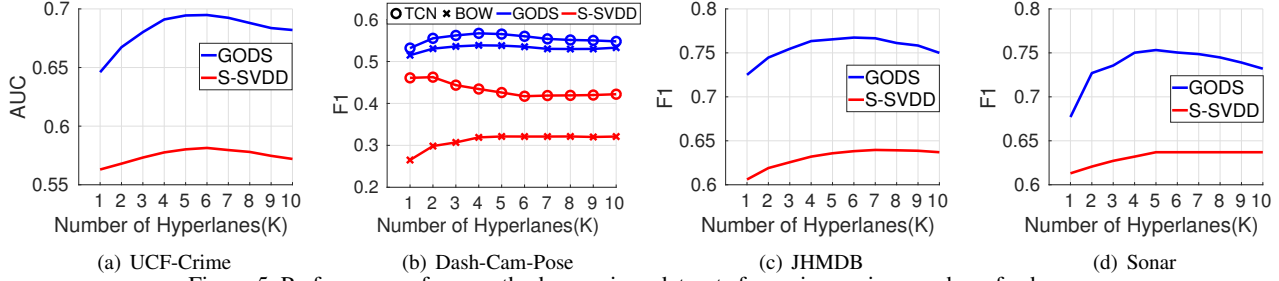 0.7
0.65
0.6
0.55
AUC
GODS
S-SVDD
1 2 3 4 5 6 7 8 9 10
Number of Hyperlanes(K)
(a) UCF-Crime
0.6
0.5
0.4
0.3
0.2
F1
TCN BOW GODS S-SVDD
1 2 3 4 5 6 7 8 9 10
Number of Hyperlanes(K)
(b) Dash-Cam-Pose
0.8
0.75
0.7
0.65
0.6
F1
GODS
S-SVDD
1 2 3 4 5 6 7 8 9 10
Number of Hyperlanes(K)
(c) JHMDB
0.8
0.75
0.7
0.65
0.6
F1
GODS
S-SVDD
1 2 3 4 5 6 7 8 9 10
Number of Hyperlanes(K)
(d) Sonar